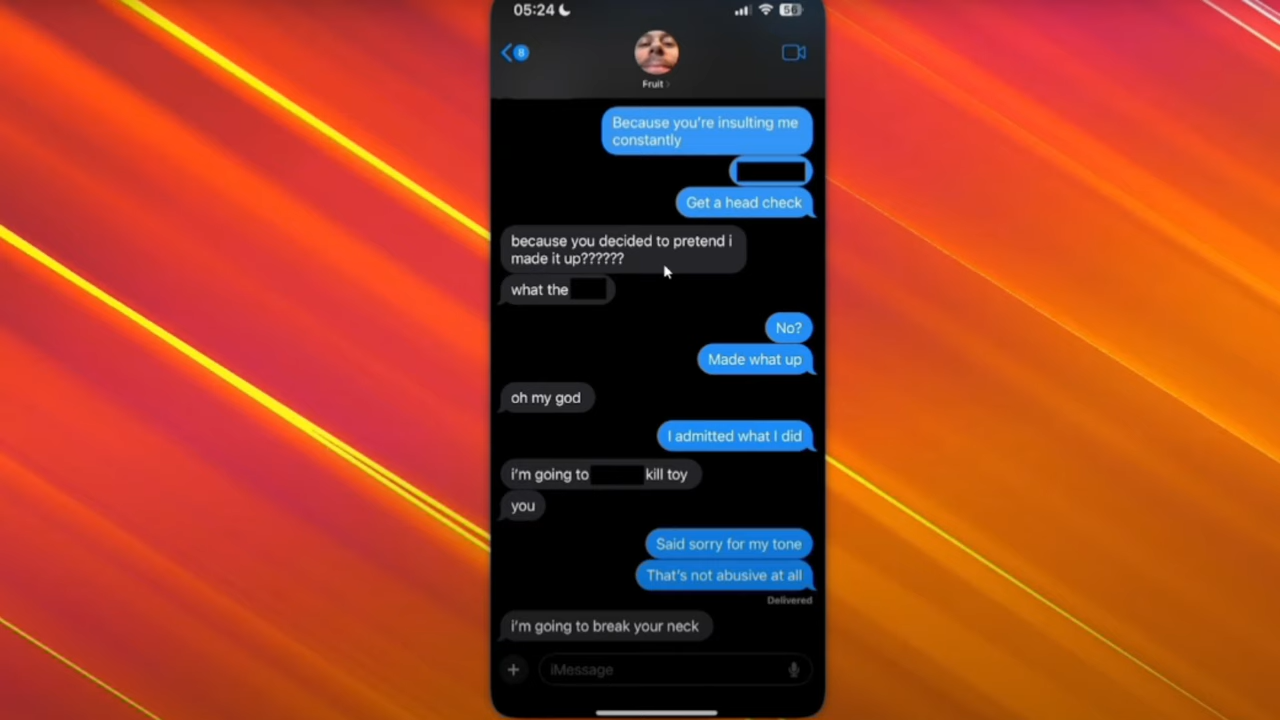 05:24
56
8
Fruit
Because you're insulting me
constantly
Get a head check
because you decided to pretend i
made it up??????
what the
No?
Made what up
oh my god
I admitted what I did
i'm going to kill toy
you
Said sorry for my tone
That's not abusive at all
Delivered
i'm going to break your neck
iMessage